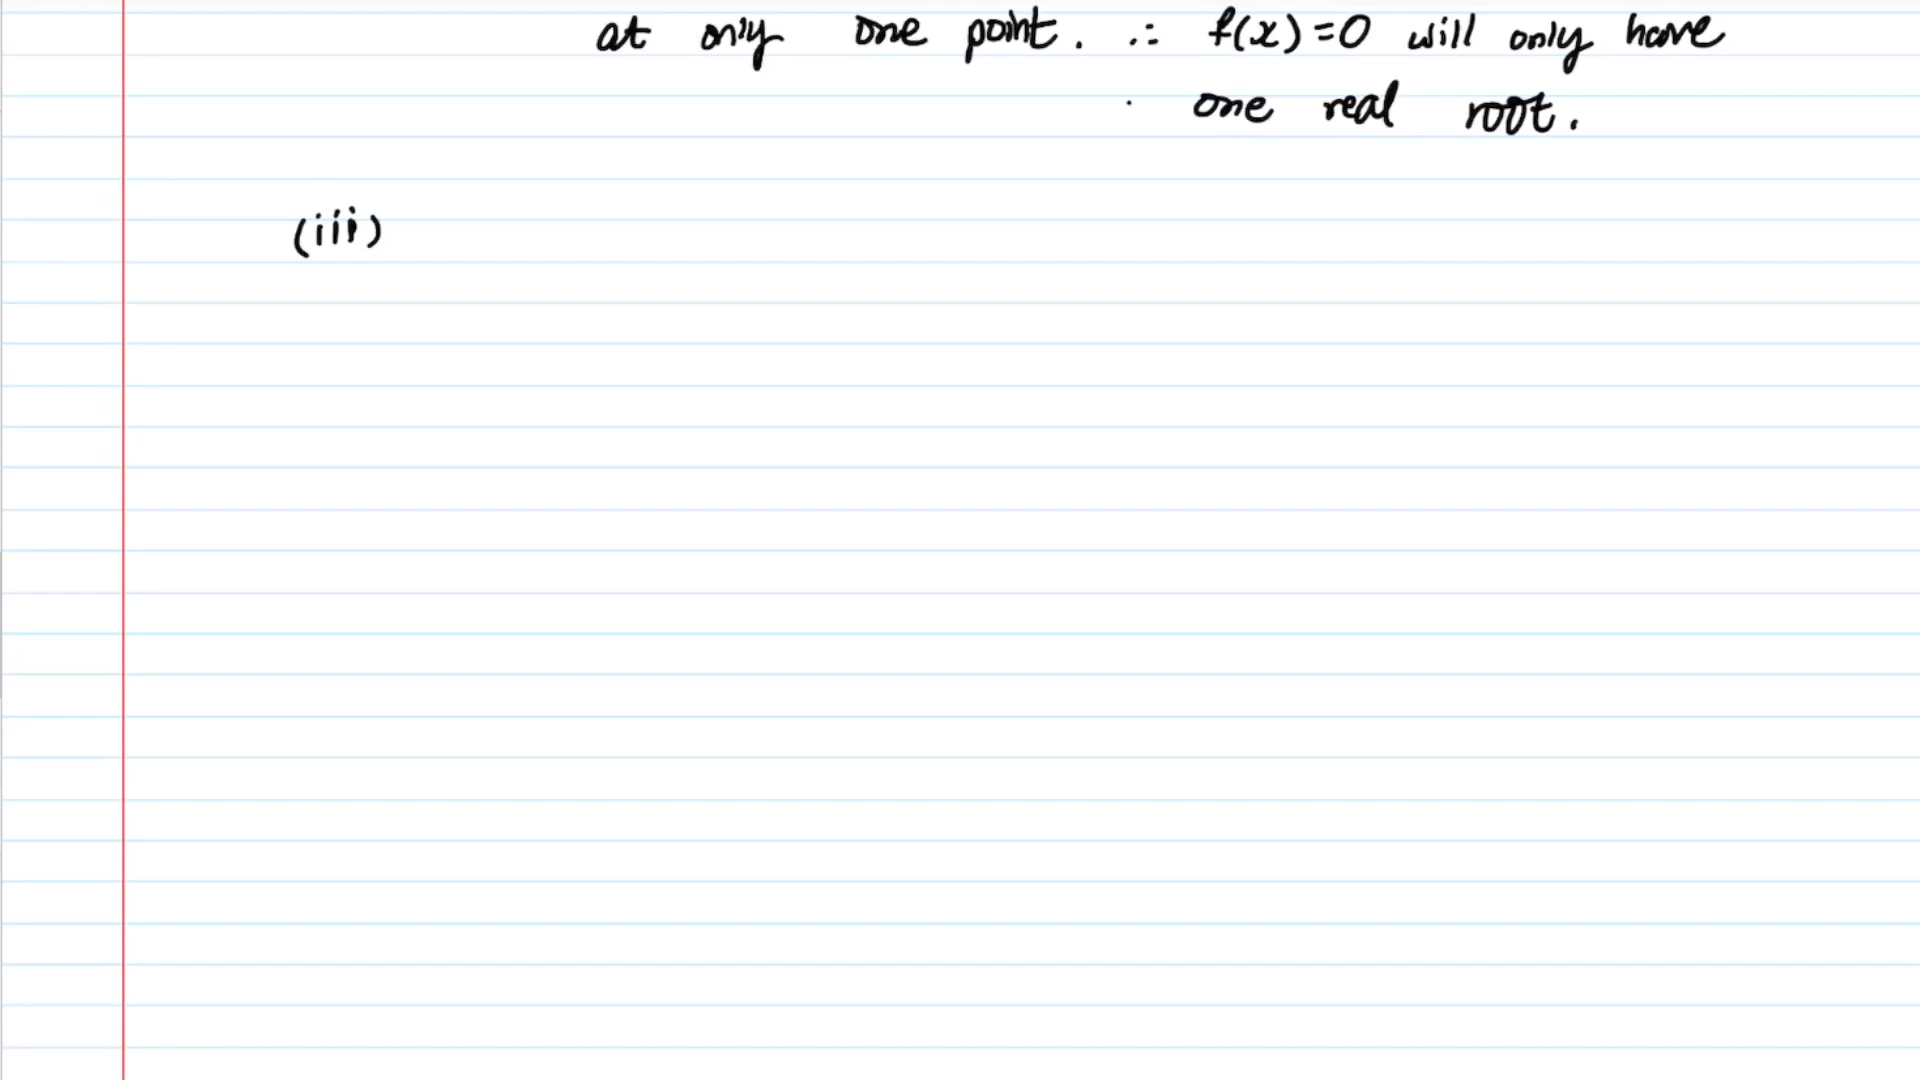 at only one point. ∴ f(x)=0 will only have
one real root.
(iii)